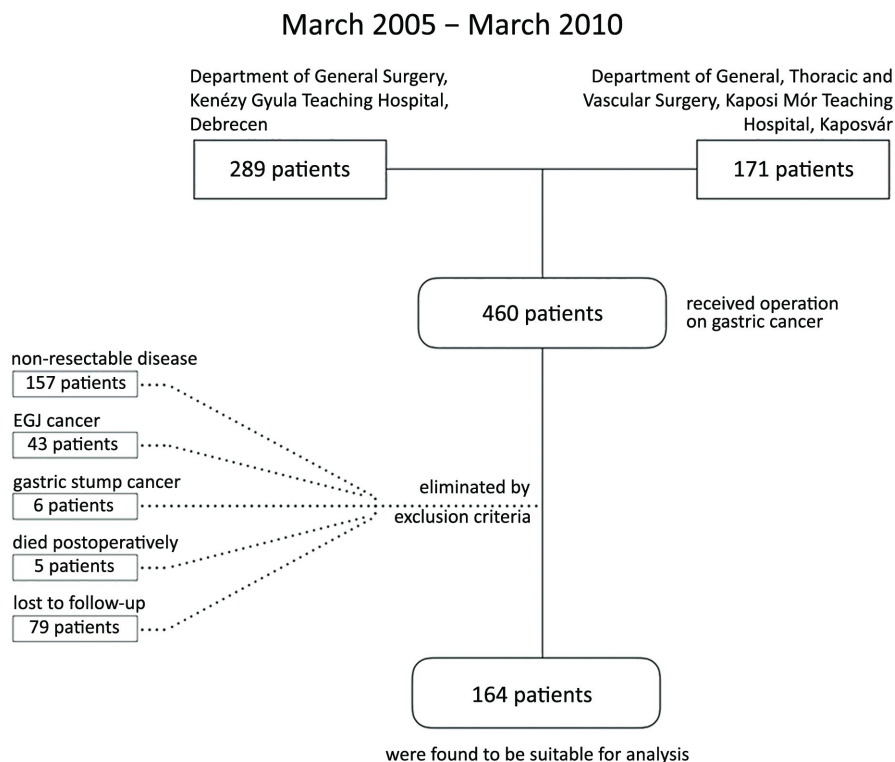 March 2005 – March 2010
Department of General Surgery,
Kenézy Gyula Teaching Hospital,
Debrecen
289 patients
Department of General, Thoracic and
Vascular Surgery, Kaposi Mór Teaching
Hospital, Kaposvár
171 patients
460 patients
received operation
on gastric cancer
non-resectable disease
157 patients
EGJ cancer
43 patients
gastric stump cancer
6 patients
died postoperatively
5 patients
lost to follow-up
79 patients
eliminated by
exclusion criteria
164 patients
were found to be suitable for analysis